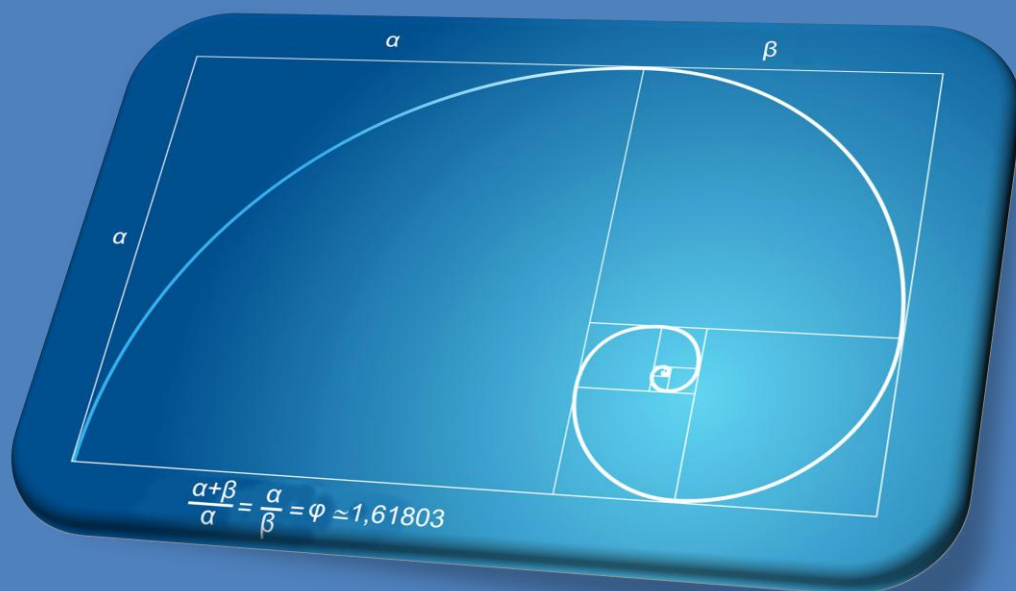 α
β
α
α+β/α = α/β = φ ≃ 1,61803